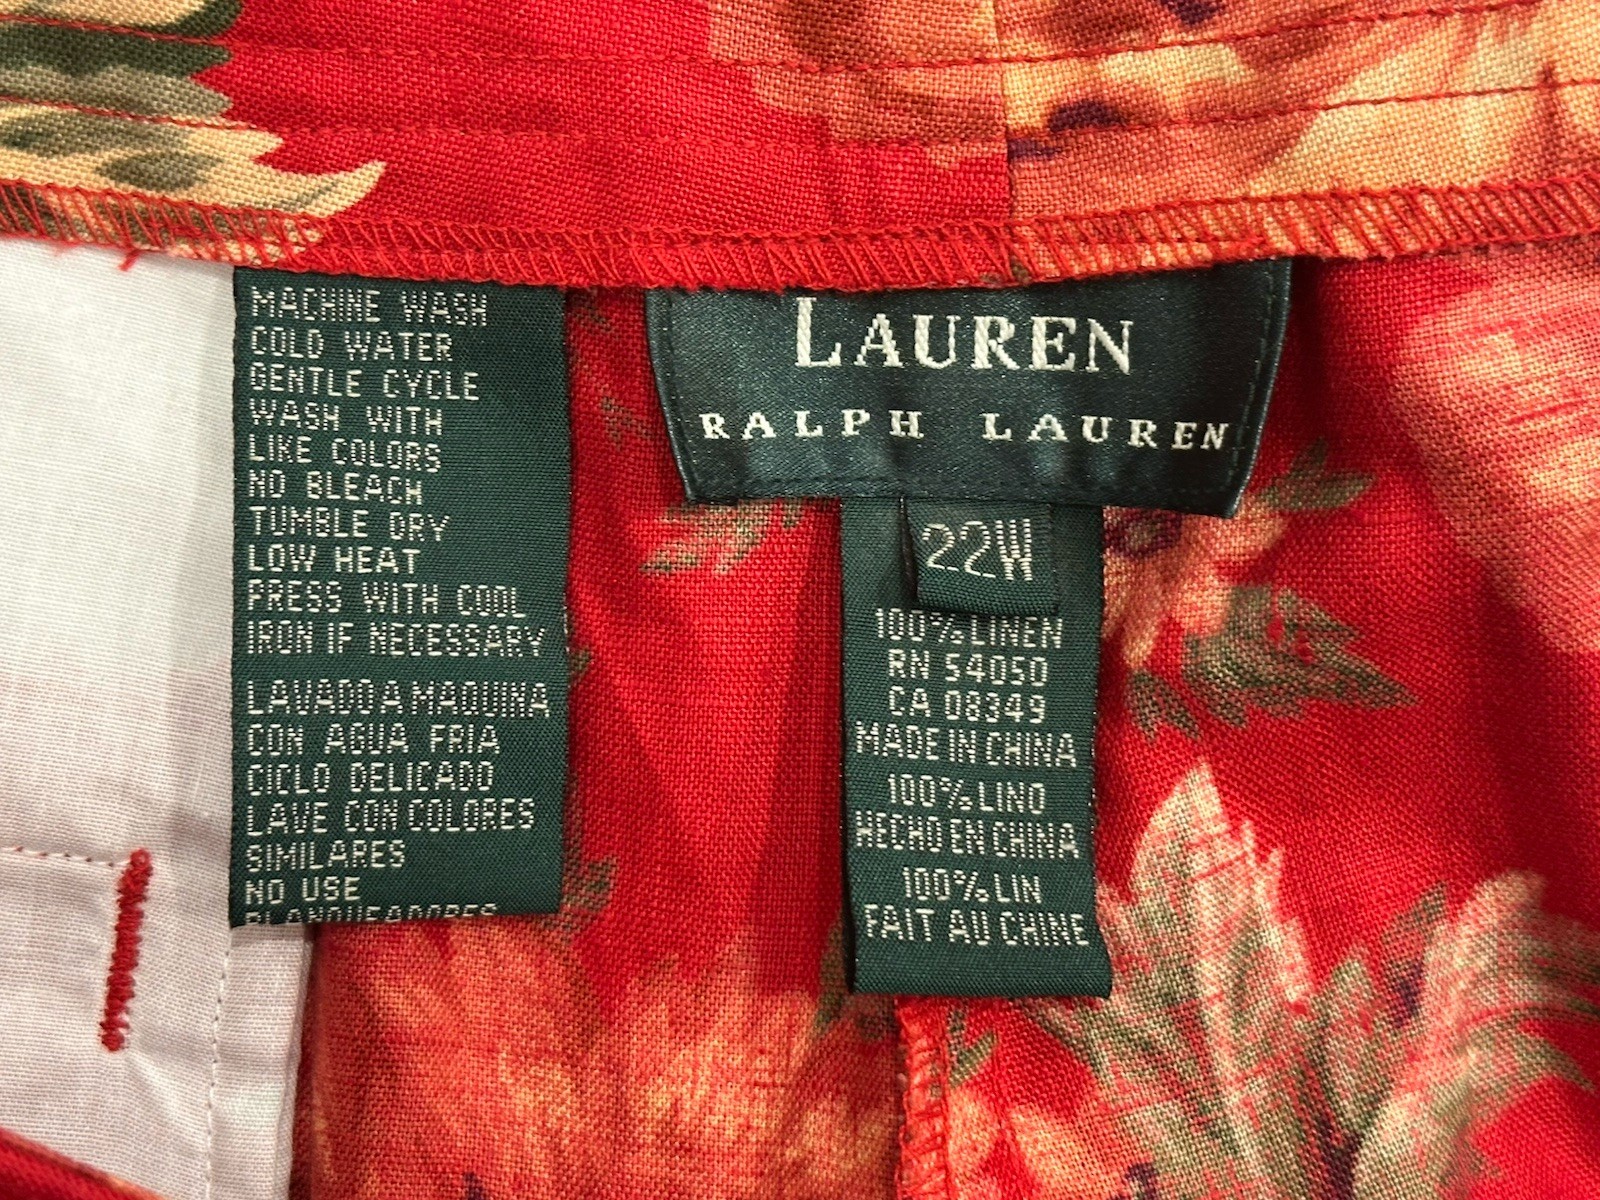 MACHINE WASH
COLD WATER
GENTLE CYCLE
WASH WITH
LIKE COLORS
NO BLEACH
TUMBLE DRY
LOW HEAT
PRESS WITH COOL
IRON IF NECESSARY
LAVADO A MAQUINA
CON AGUA FRIA
CICLO DELICADO
LAVE CON COLORES
SIMILARES
NO USE
BLANQUEADORES
LAUREN
RALPH LAUREN
22W
100% LINEN
RN 54050
CA 08349
MADE IN CHINA
100% LINO
HECHO EN CHINA
100% LIN
FAIT AU CHINE